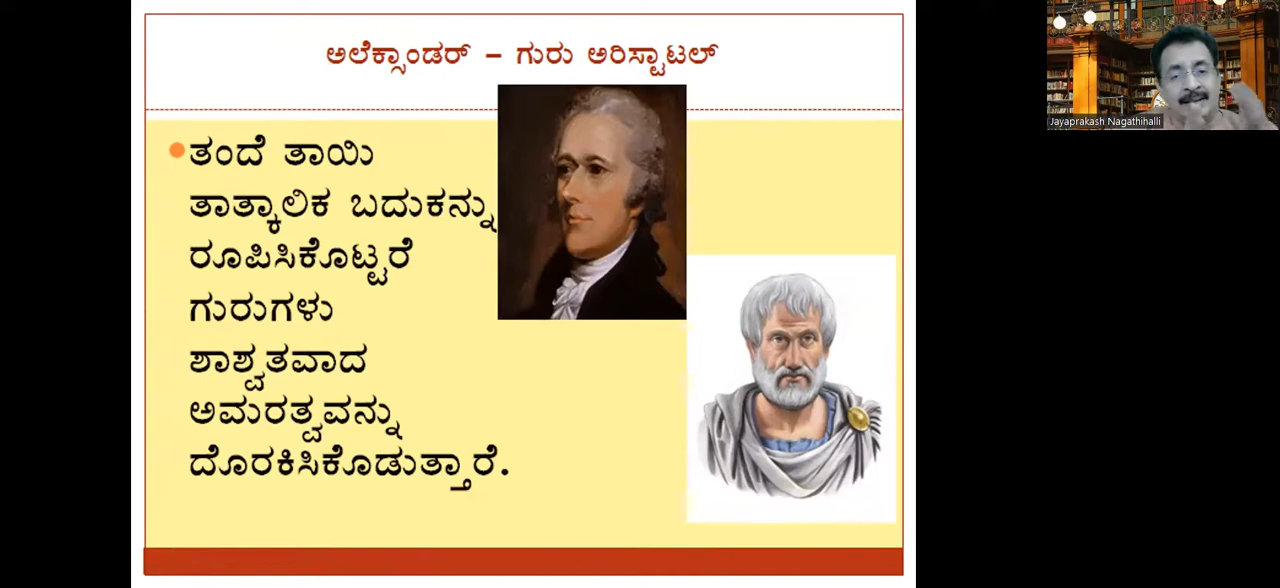 ಅಲೆಕ್ಸಾಂಡರ್ – ಗುರು ಅರಿಸ್ಟಾಟಲ್
ತಂದೆ ತಾಯಿ
ತಾತ್ಕಾಲಿಕ ಬದುಕನ್ನು
ರೂಪಿಸಿಕೊಟ್ಟರೆ
ಗುರುಗಳು
ಶಾಶ್ವತವಾದ
ಅಮರತ್ವವನ್ನು
ದೊರಕಿಸಿಕೊಡುತ್ತಾರೆ.
Jayaprakash Nagathihalli